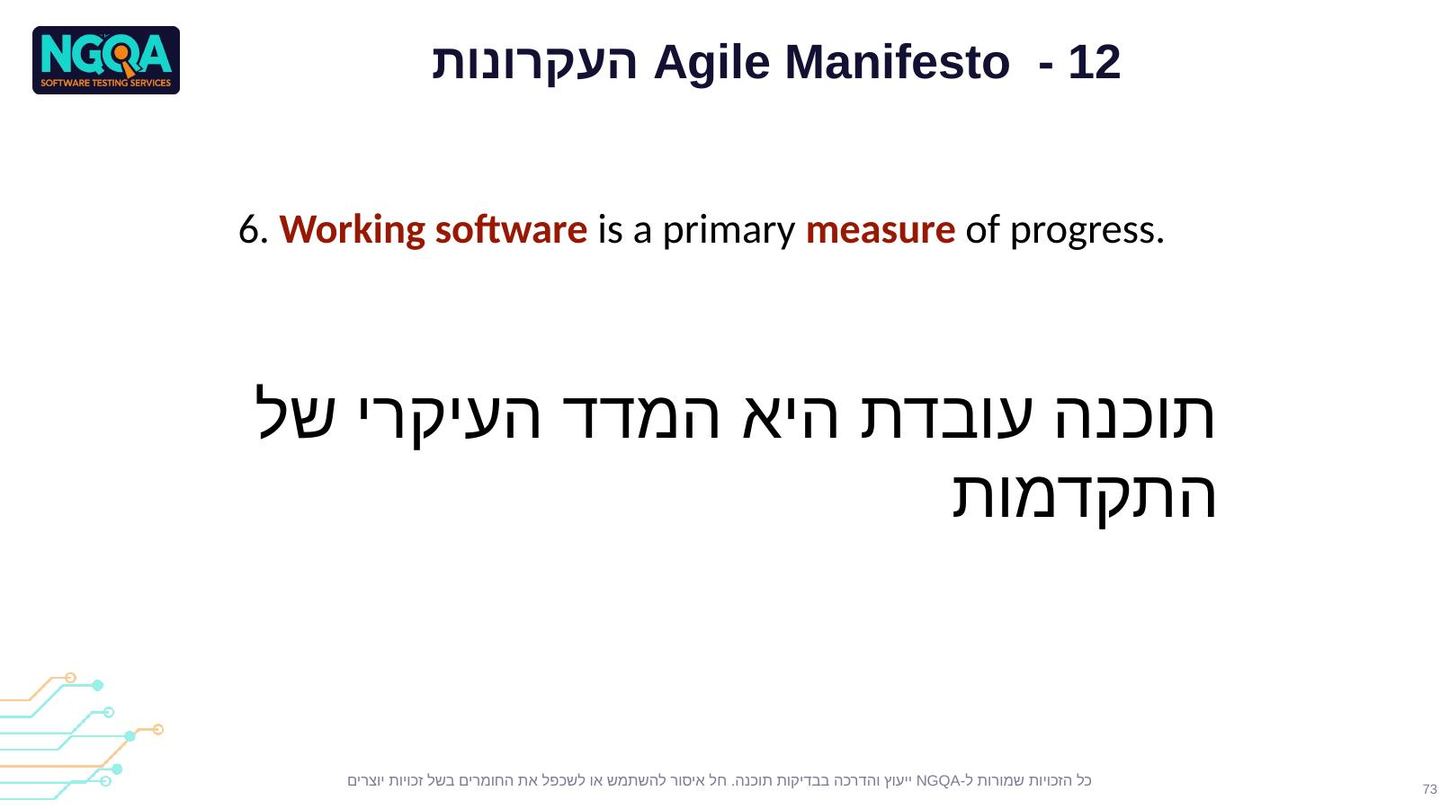 NGQA
SOFTWARE TESTING SERVICES
העקרונות Agile Manifesto - 12
6. Working software is a primary measure of progress.
תוכנה עובדת היא המדד העיקרי של
התקדמות
כל הזכויות שמורות ל-NGQA ייעוץ והדרכה בבדיקות תוכנה. חל איסור להשתמש או לשכפל את החומרים בשל זכויות יוצרים
73